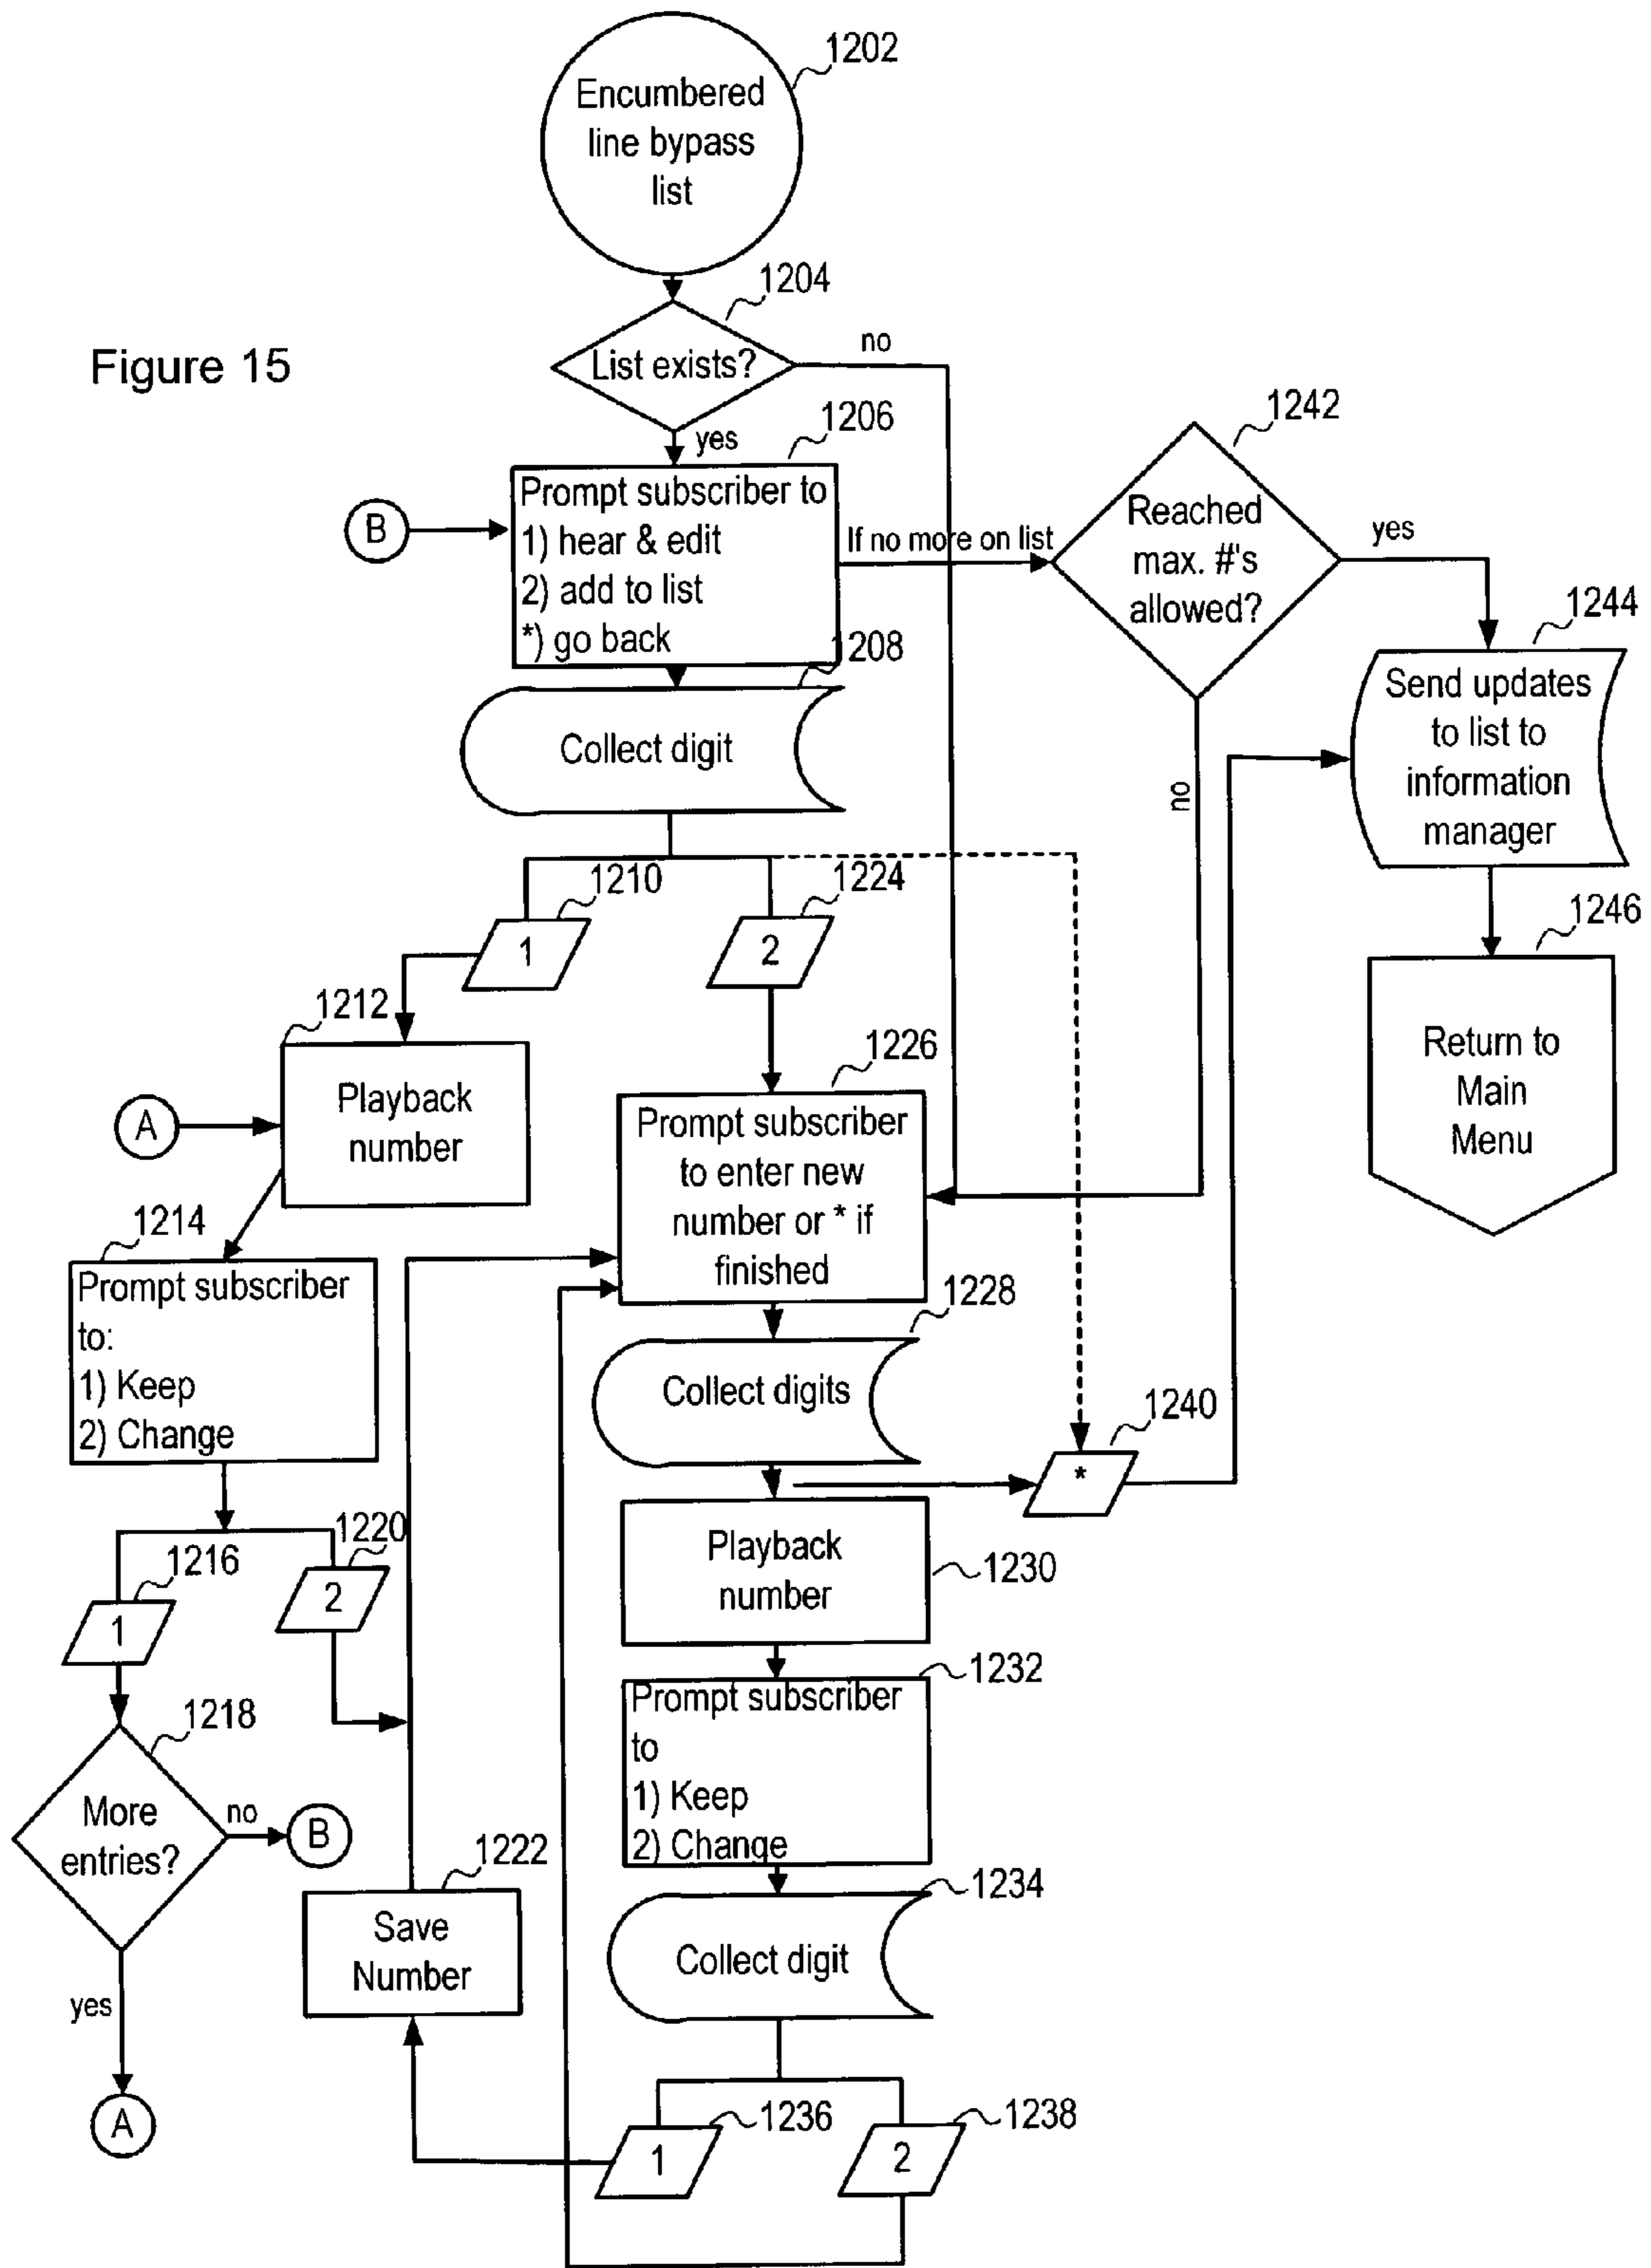 1202
Encumbered
line bypass
list
1204
Figure 15
List exists?
no
yes
1206
B
Prompt subscriber to
1) hear & edit
2) add to list
*) go back
If no more on list
1242
Reached
max. #'s
allowed?
yes
no
1244
Send updates
to list to
information
manager
1246
Return to
Main
Menu
1208
Collect digit
1210
1
1224
2
1212
Playback
number
A
1226
Prompt subscriber
to enter new
number or * if
finished
1214
Prompt subscriber
to:
1) Keep
2) Change
1228
Collect digits
1240
*
1216
1
1220
2
1230
Playback
number
1218
More
entries?
no
B
yes
A
1232
Prompt subscriber
to
1) Keep
2) Change
1222
Save
Number
1234
Collect digit
1236
1
1238
2